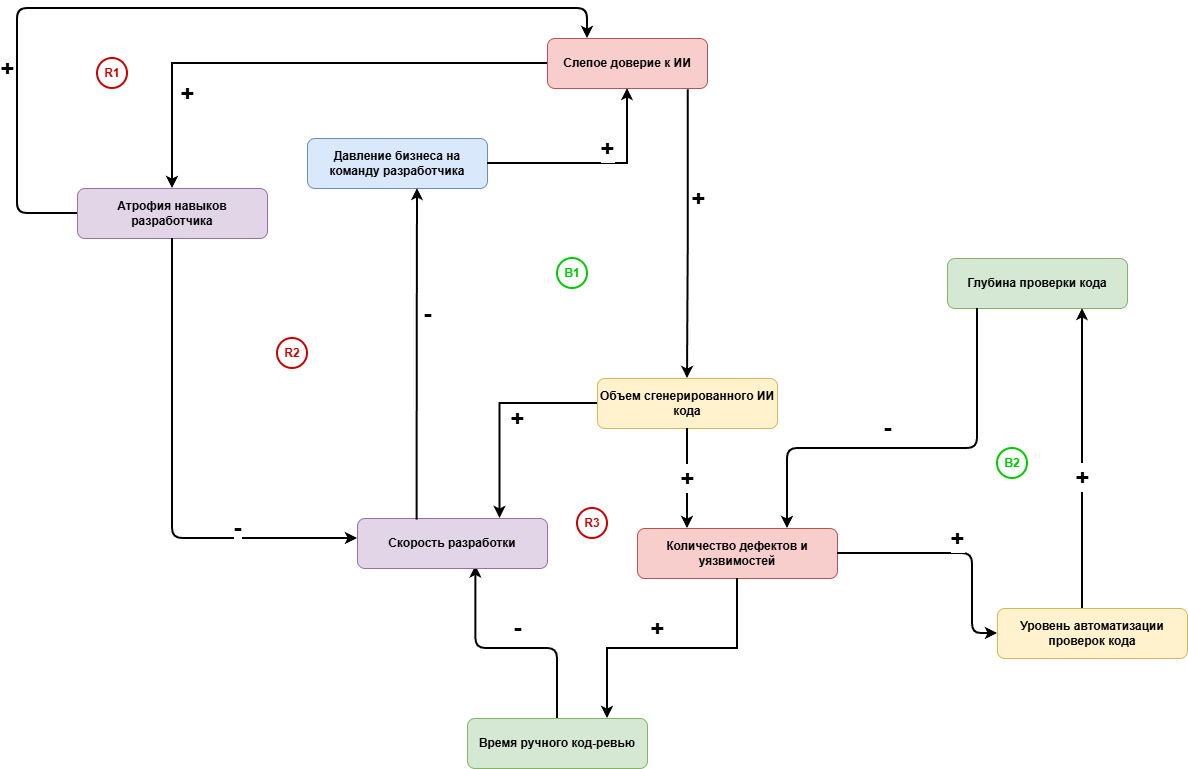 Слепое доверие к ИИ
+
R1
+
Давление бизнеса на
команду разработчика
+
+
Атрофия навыков
разработчика
B1
Глубина проверки кода
-
R2
Объем сгенерированного ИИ
кода
+
-
B2
+
+
R3
-
Скорость разработки
Количество дефектов и
уязвимостей
+
Уровень автоматизации
проверок кода
-
+
Время ручного код-ревью